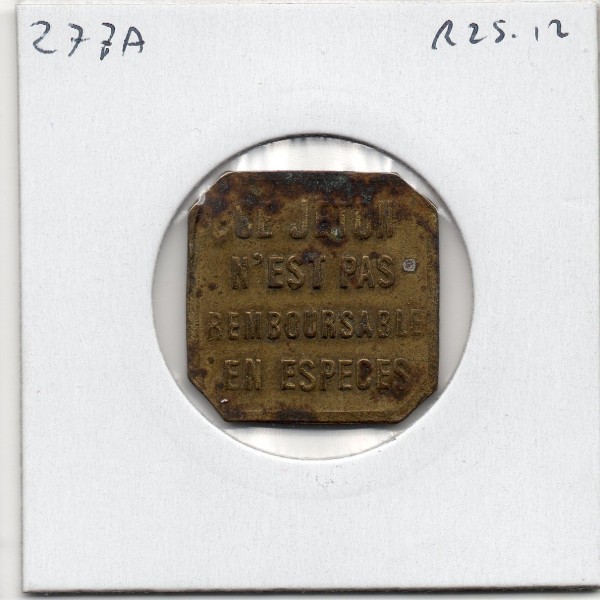 277A
R25.12
CE JETON
N'EST PAS
REMBOURSABLE
EN ESPECES